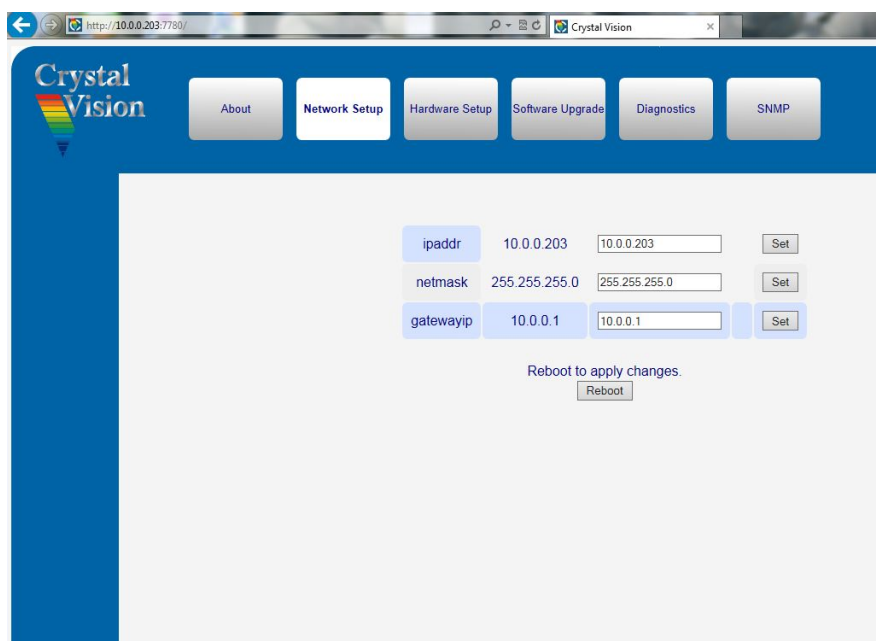 http://10.0.0.203:7780/
Crystal Vision
Crystal
Vision
About
Network Setup
Hardware Setup
Software Upgrade
Diagnostics
SNMP
ipaddr 10.0.0.203 10.0.0.203 Set
netmask 255.255.255.0 255.255.255.0 Set
gatewayip 10.0.0.1 10.0.0.1 Set
Reboot to apply changes.
Reboot